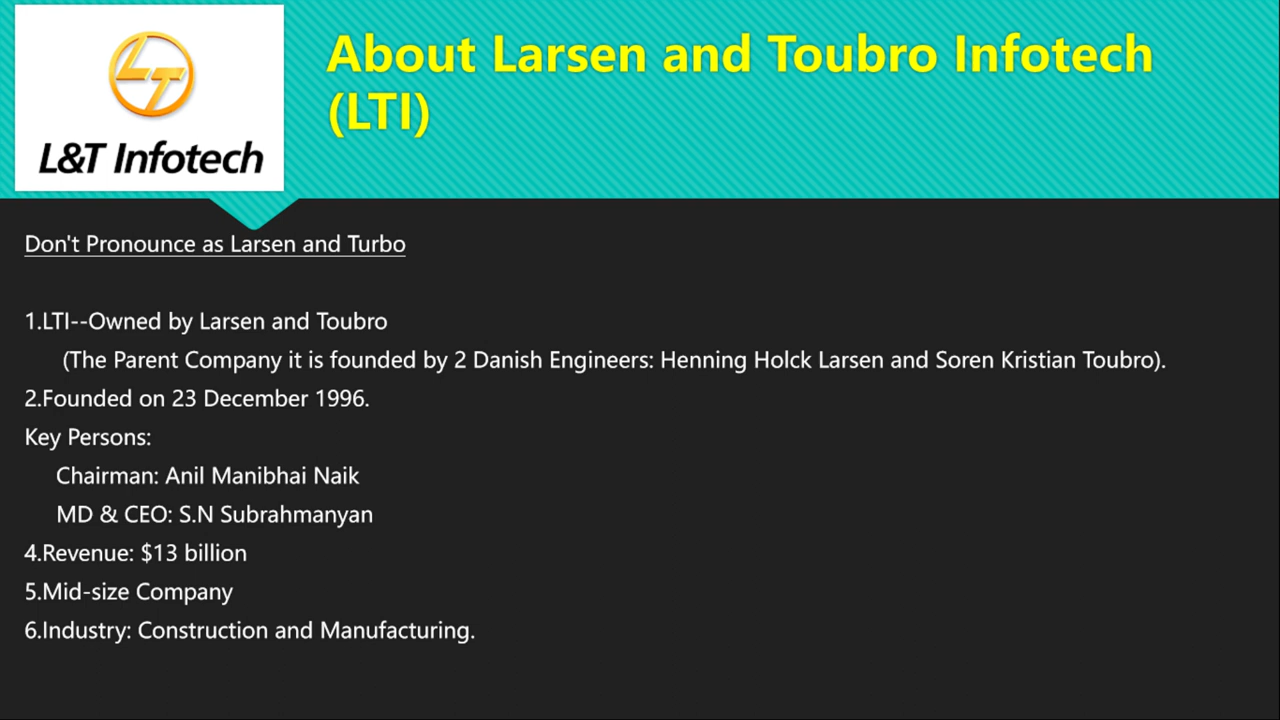 About Larsen and Toubro Infotech
(LTI)
LT
L&T Infotech
Don't Pronounce as Larsen and Turbo
1.LTI--Owned by Larsen and Toubro
(The Parent Company it is founded by 2 Danish Engineers: Henning Holck Larsen and Soren Kristian Toubro).
2.Founded on 23 December 1996.
Key Persons:
Chairman: Anil Manibhai Naik
MD & CEO: S.N Subrahmanyan
4.Revenue: $13 billion
5.Mid-size Company
6.Industry: Construction and Manufacturing.